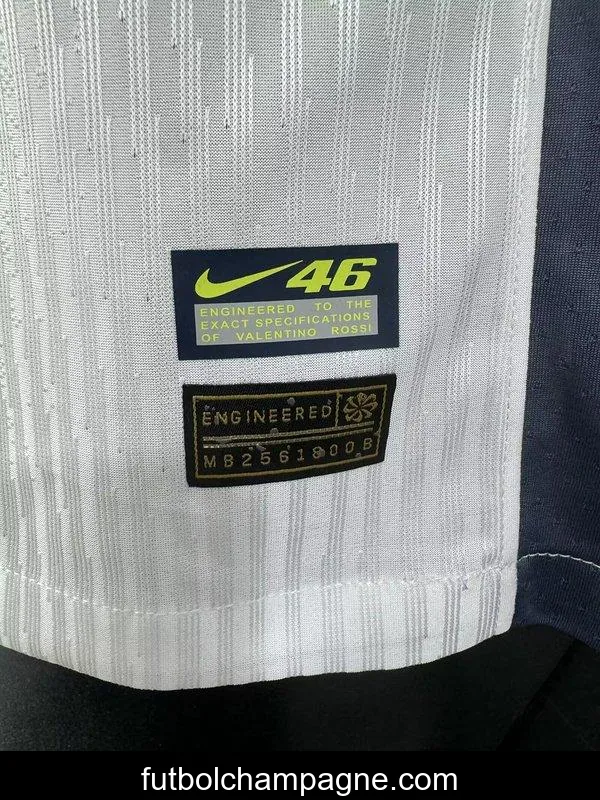 46
ENGINEERED TO THE
EXACT SPECIFICATIONS
OF VALENTINO ROSSI
ENGINEERED
MB2561800B
futbolchampagne.com